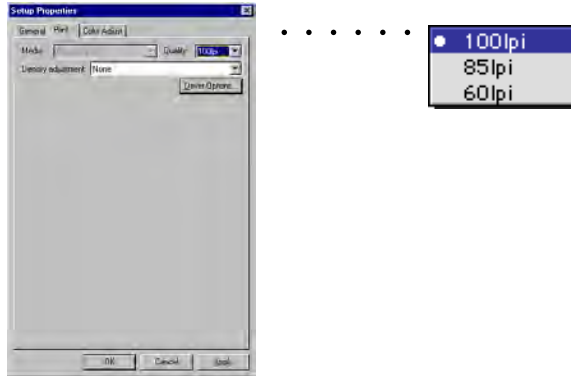 Setup Properties
General Print Color Adjust
Media Quality 100lpi
Density adjustment None
Device Options...
OK Cancel Apply
100lpi
85lpi
60lpi